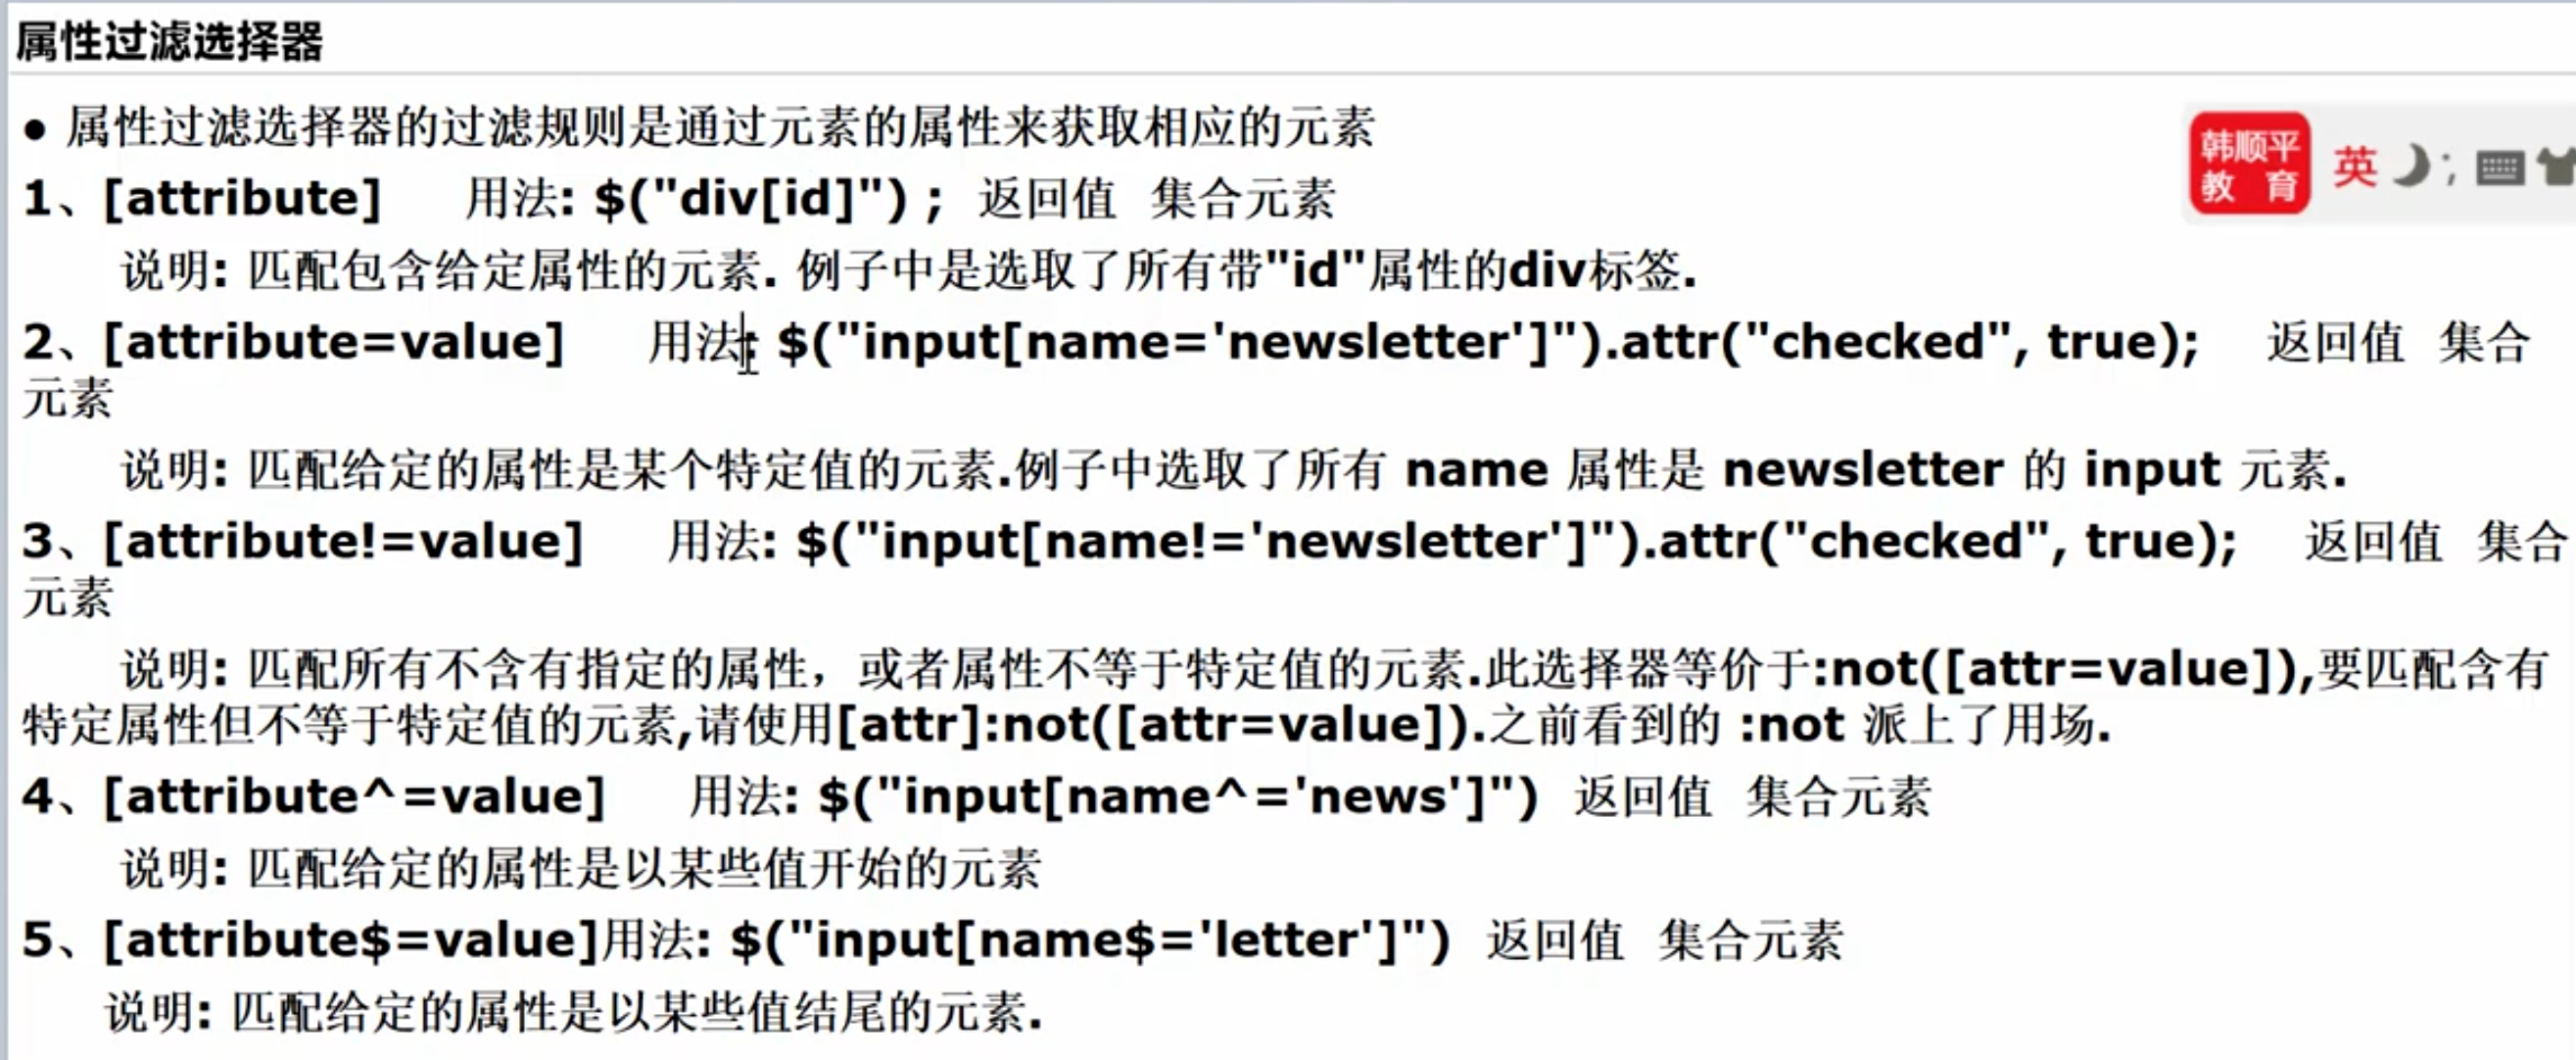 属性过滤选择器
● 属性过滤选择器的过滤规则是通过元素的属性来获取相应的元素
韩顺平
教 育
英
1、[attribute] 用法: $("div[id]") ; 返回值 集合元素
说明: 匹配包含给定属性的元素. 例子中是选取了所有带"id"属性的div标签.
2、[attribute=value] 用法: $("input[name='newsletter']").attr("checked", true); 返回值 集合
元素
说明: 匹配给定的属性是某个特定值的元素.例子中选取了所有 name 属性是 newsletter 的 input 元素.
3、[attribute!=value] 用法: $("input[name!='newsletter']").attr("checked", true); 返回值 集合
元素
说明: 匹配所有不含有指定的属性，或者属性不等于特定值的元素.此选择器等价于:not([attr=value]),要匹配含有
特定属性但不等于特定值的元素,请使用[attr]:not([attr=value]).之前看到的 :not 派上了用场.
4、[attribute^=value] 用法: $("input[name^='news']") 返回值 集合元素
说明: 匹配给定的属性是以某些值开始的元素
5、[attribute$=value]用法: $("input[name$='letter']") 返回值 集合元素
说明: 匹配给定的属性是以某些值结尾的元素.